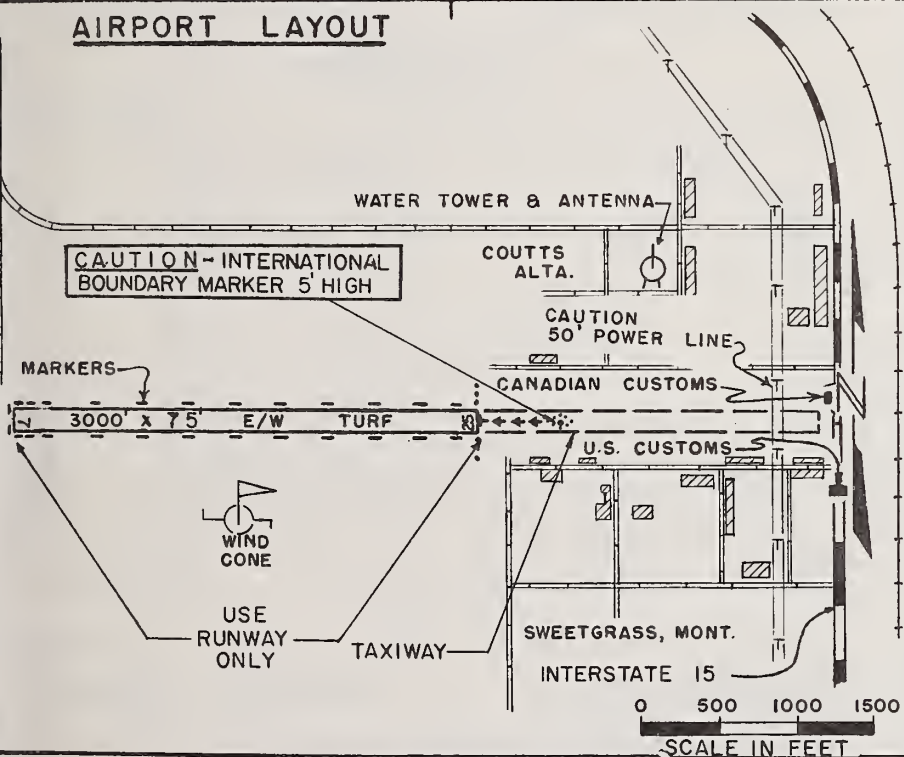 AIRPORT LAYOUT
WATER TOWER & ANTENNA
CAUTION - INTERNATIONAL
BOUNDARY MARKER 5' HIGH
COUTTS
ALTA.
CAUTION
50' POWER LINE
MARKERS
CANADIAN CUSTOMS
N
7 3000' x 75' E/W TURF 25
U.S. CUSTOMS
WIND
CONE
USE
RUNWAY
ONLY
TAXIWAY
SWEETGRASS, MONT.
INTERSTATE 15
0 500 1000 1500
SCALE IN FEET